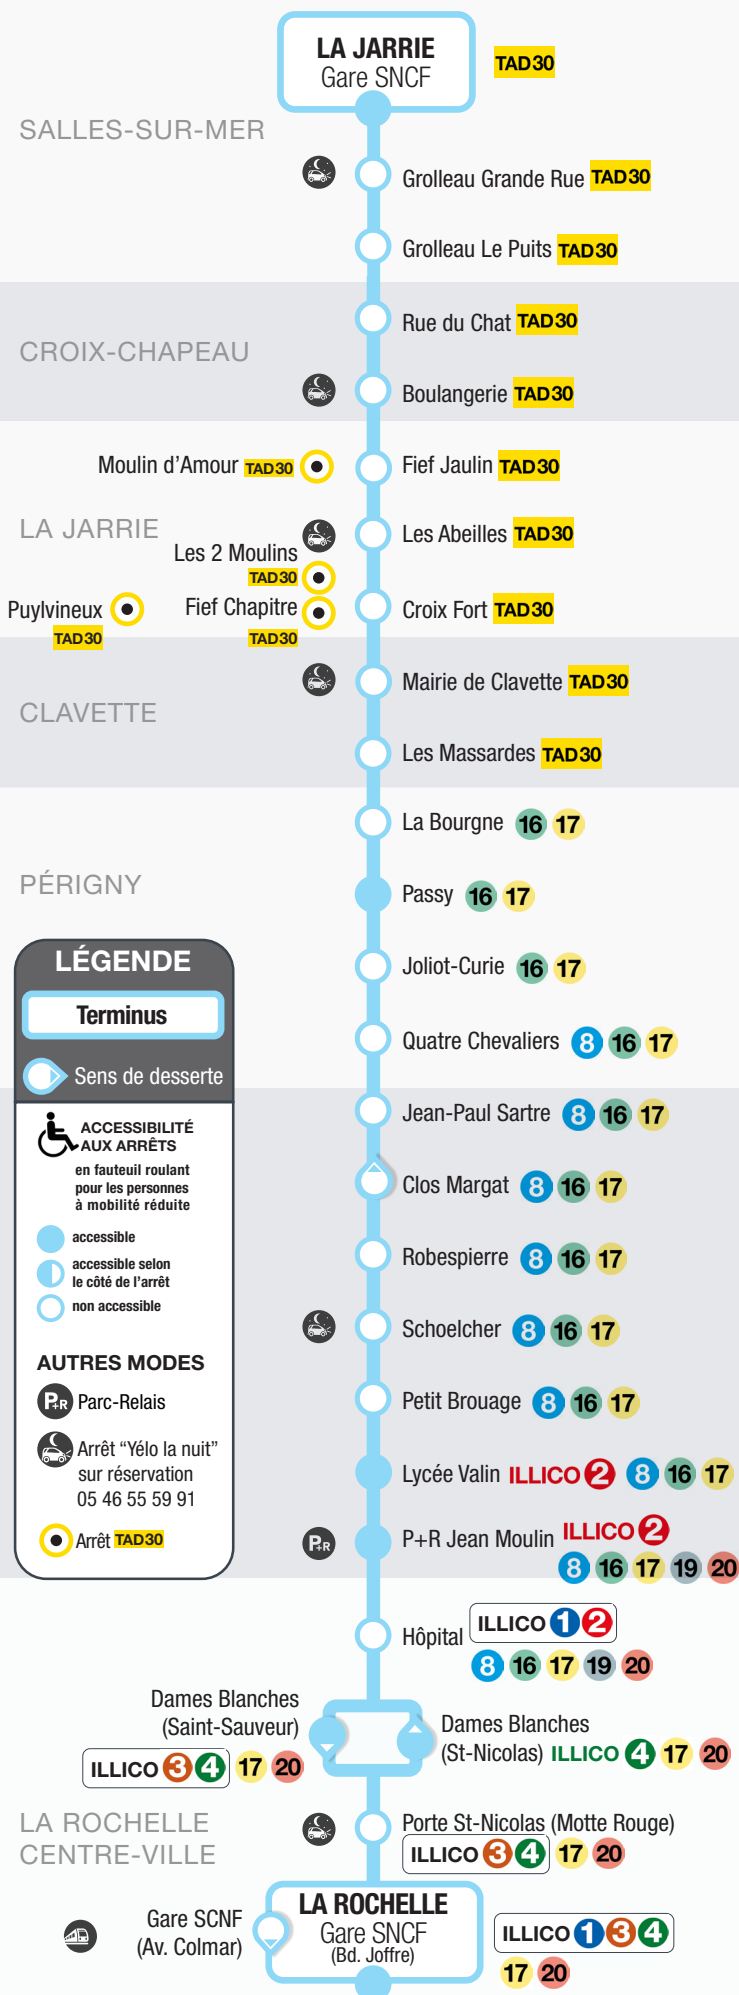 LA JARRIE
Gare SNCF
TAD30
SALLES-SUR-MER
Grolleau Grande Rue TAD30
Grolleau Le Puits TAD30
Rue du Chat TAD30
CROIX-CHAPEAU
Boulangerie TAD30
Moulin d'Amour TAD30
Fief Jaulin TAD30
LA JARRIE
Les Abeilles TAD30
Les 2 Moulins
TAD30
Puylvineux
TAD30
Fief Chapitre
TAD30
Croix Fort TAD30
Mairie de Clavette TAD30
CLAVETTE
Les Massardes TAD30
La Bourgne 16 17
PÉRIGNY
Passy 16 17
Joliot-Curie 16 17
Quatre Chevaliers 8 16 17
Jean-Paul Sartre 8 16 17
Clos Margat 8 16 17
Robespierre 8 16 17
Schoelcher 8 16 17
Petit Brouage 8 16 17
Lycée Valin ILLICO 2 8 16 17
P+R
P+R Jean Moulin ILLICO 2
8 16 17 19 20
LÉGENDE
Terminus
Sens de desserte
ACCESSIBILITÉ
AUX ARRÊTS
en fauteuil roulant
pour les personnes
à mobilité réduite
accessible
accessible selon
le côté de l'arrêt
non accessible
AUTRES MODES
P+R Parc-Relais
Arrêt “Yélo la nuit”
sur réservation
05 46 55 59 91
Arrêt TAD30
Hôpital ILLICO 1 2
8 16 17 19 20
Dames Blanches
(Saint-Sauveur)
ILLICO 3 4 17 20
Dames Blanches
(St-Nicolas) ILLICO 4 17 20
LA ROCHELLE
CENTRE-VILLE
Porte St-Nicolas (Motte Rouge)
ILLICO 3 4 17 20
Gare SCNF
(Av. Colmar)
LA ROCHELLE
Gare SNCF
(Bd. Joffre)
ILLICO 1 3 4
17 20